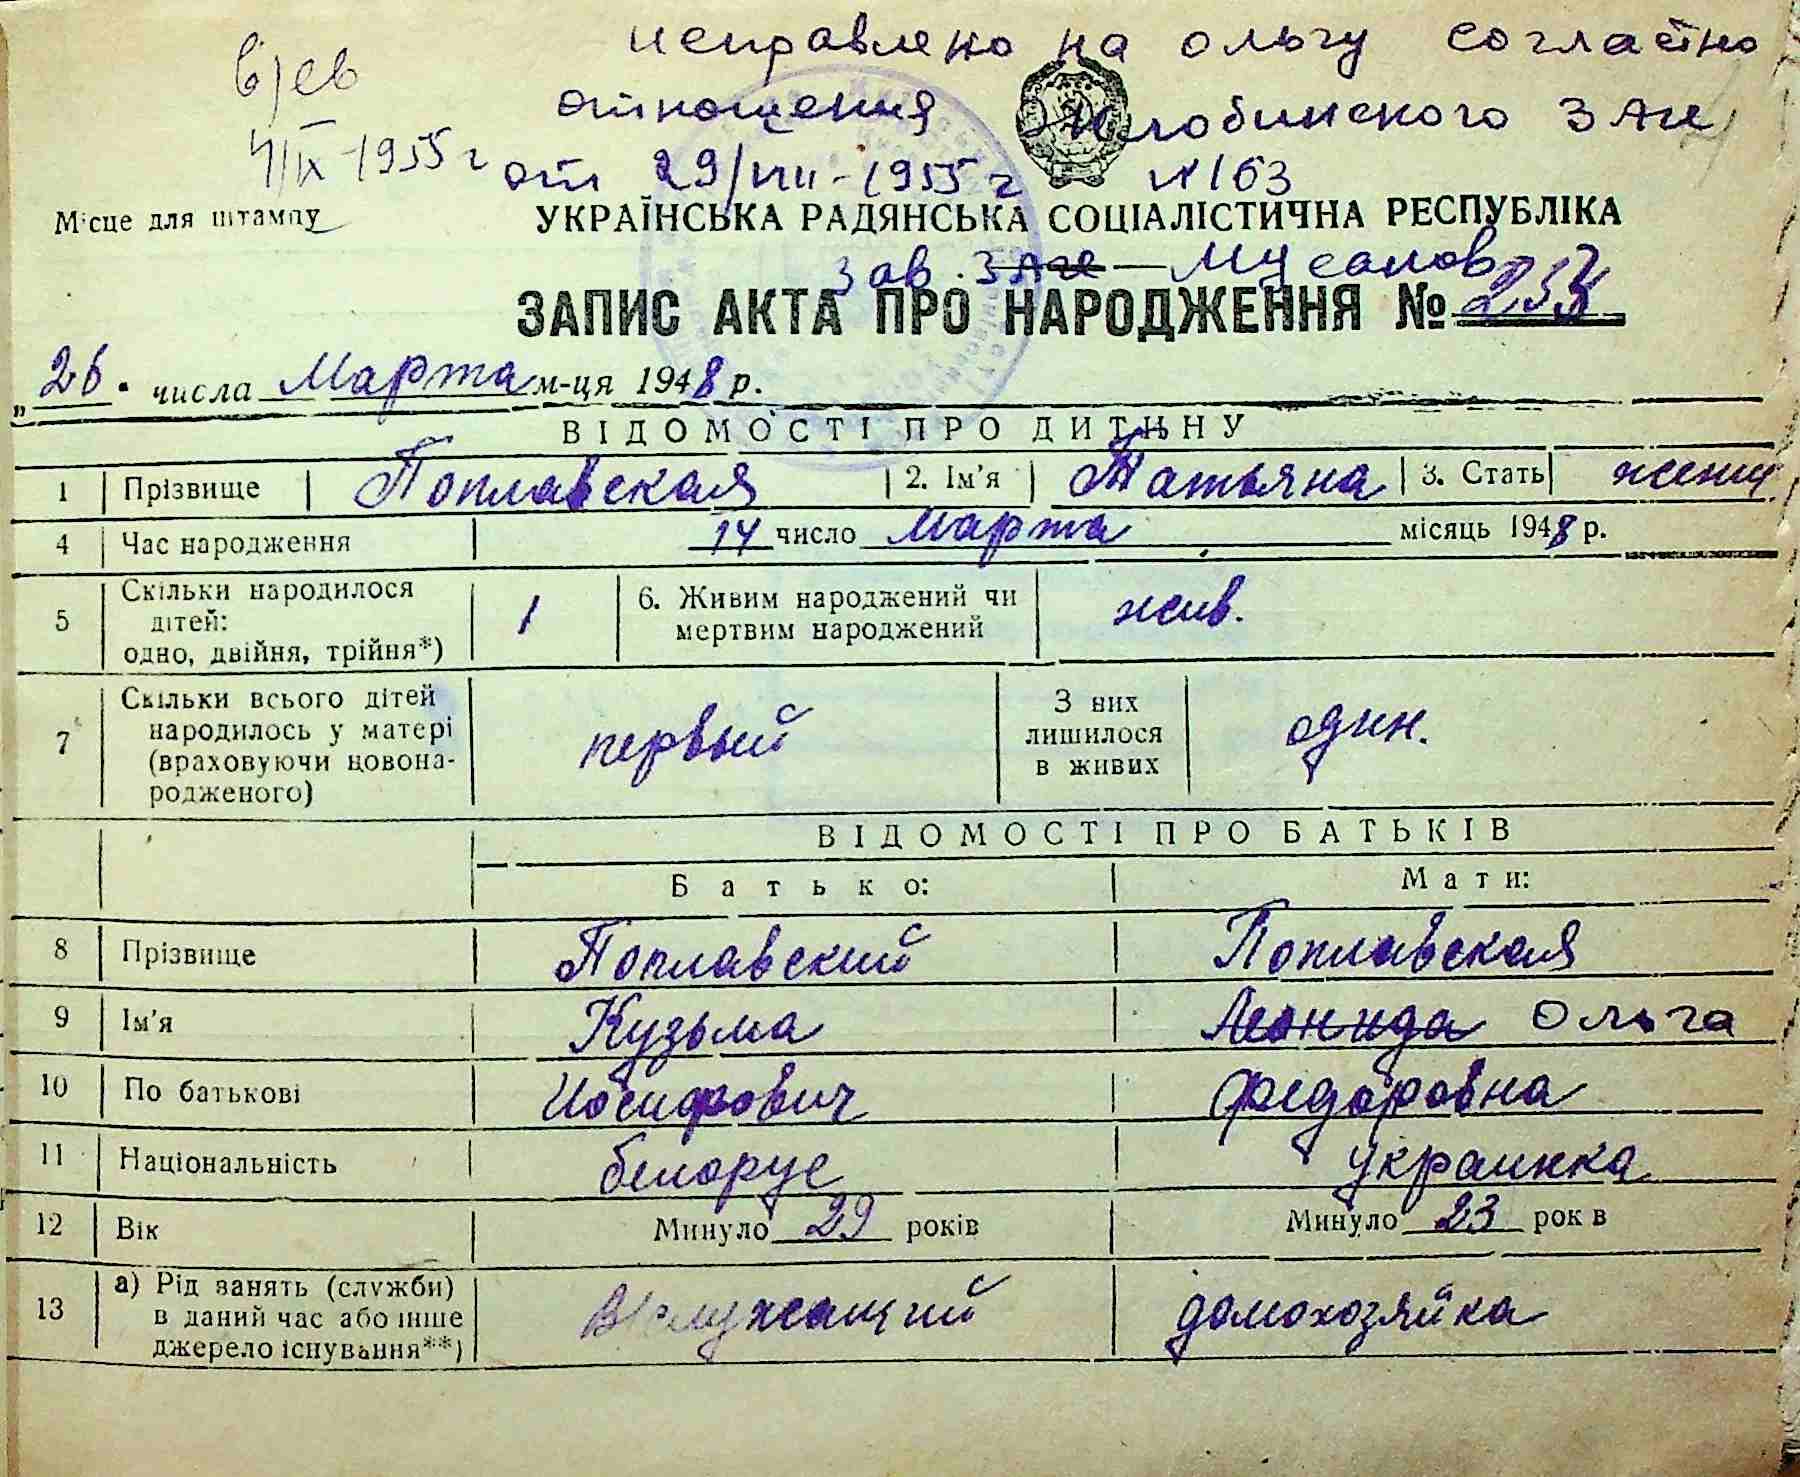 исправлено на ольгу согласно
в/ев
отношения Жлобинского ЗАГС
4/IX-1955 г
от 29/VIII-1955 г N 163
Місце для штампу
УКРАЇНСЬКА РАДЯНСЬКА СОЦІАЛІСТИЧНА РЕСПУБЛІКА
Зав. ЗАГС
ЗАПИС АКТА ПРО НАРОДЖЕННЯ №
„26" числа Марта м-ця 1948 р.
ВІДОМОСТІ ПРО ДИТИНУ
1 Прізвище Поплавская 2. Ім'я Татьяна 3. Стать женщ
4 Час народження 14 число Марта місяць 1948 р.
5 Скільки народилося дітей: одно, двійня, трійня*) 1 6. Живим народжений чи мертвим народжений жив.
7 Скільки всього дітей народилось у матері (враховуючи новонародженого) первый З них лишилося в живих один.
ВІДОМОСТІ ПРО БАТЬКІВ
Батько: Мати:
8 Прізвище Поплавский Поплавская
9 Ім'я Кузьма Леонида Ольга
10 По батькові Иосифович Федоровна
11 Національність белорус украинка
12 Вік Минуло 29 років Минуло 23 рок в
13 а) Рід занять (служби) в даний час або інше джерело існування**) В/служащий домохозяйка